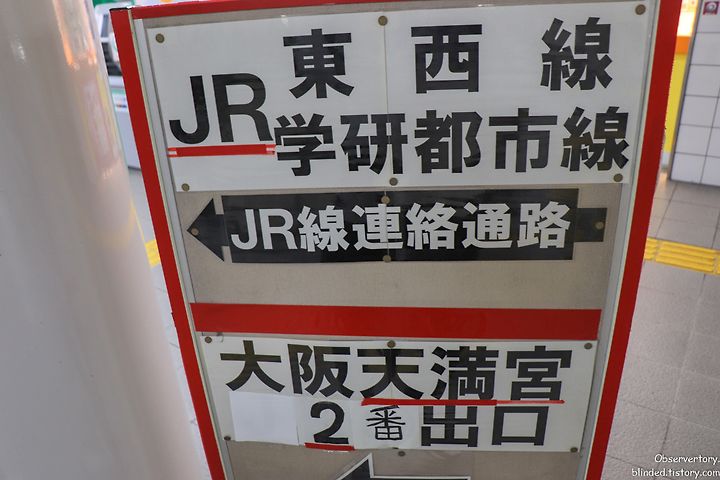 東西線
JR
学研都市線
JR線連絡通路
大阪天満宮
2番出口
Observertory.
blinded.tistory.com